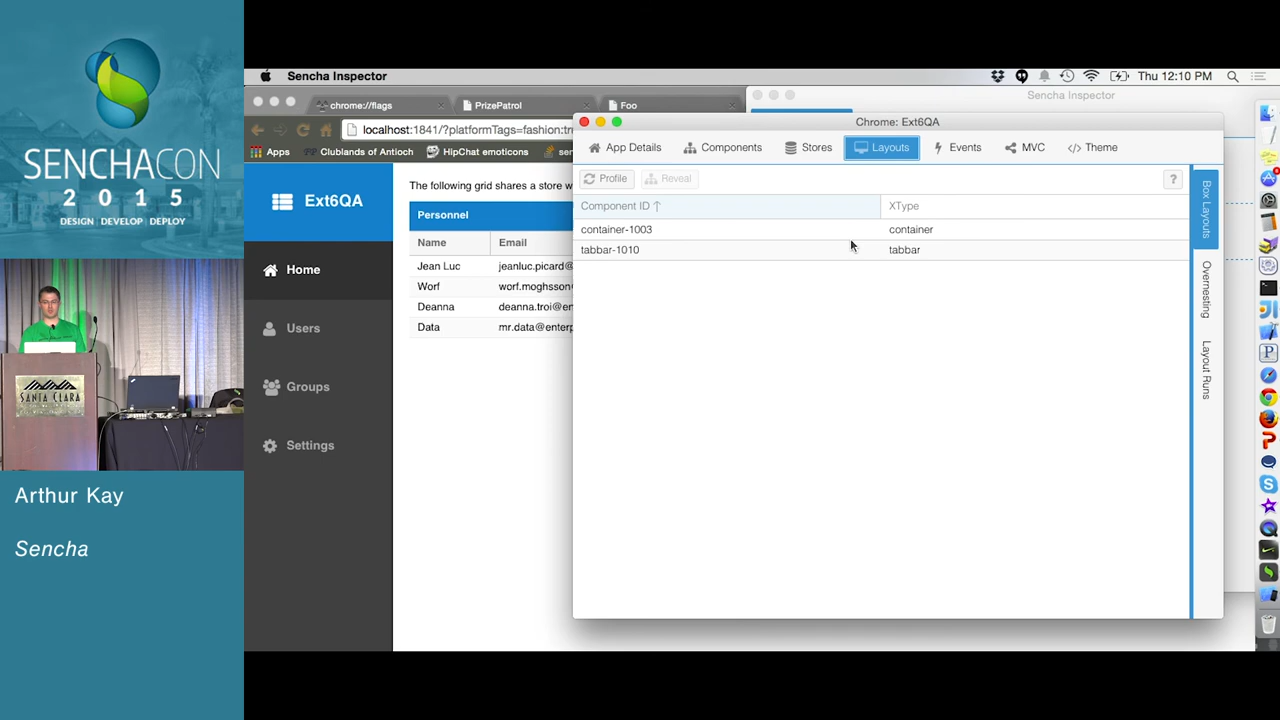 SENCHACON
2015
DESIGN | DEVELOP | DEPLOY
SANTA CLARA
Arthur Kay
Sencha
Sencha Inspector
Thu 12:10 PM
chrome://flags
PrizePatrol
Foo
Sencha Inspector
localhost:1841/?platformTags=fashion:tr
Apps
Clublands of Antioch
HipChat emoticons
Ext6QA
Home
Users
Groups
Settings
The following grid shares a store w
Personnel
Name Email
Jean Luc jeanluc.picard@
Worf worf.moghsson
Deanna deanna.troi@en
Data mr.data@enterp
Chrome: Ext6QA
App Details Components Stores Layouts Events MVC Theme
Profile Reveal ?
Component ID XType
container-1003 container
tabbar-1010 tabbar
Box Layouts
Overnesting
Layout Runs